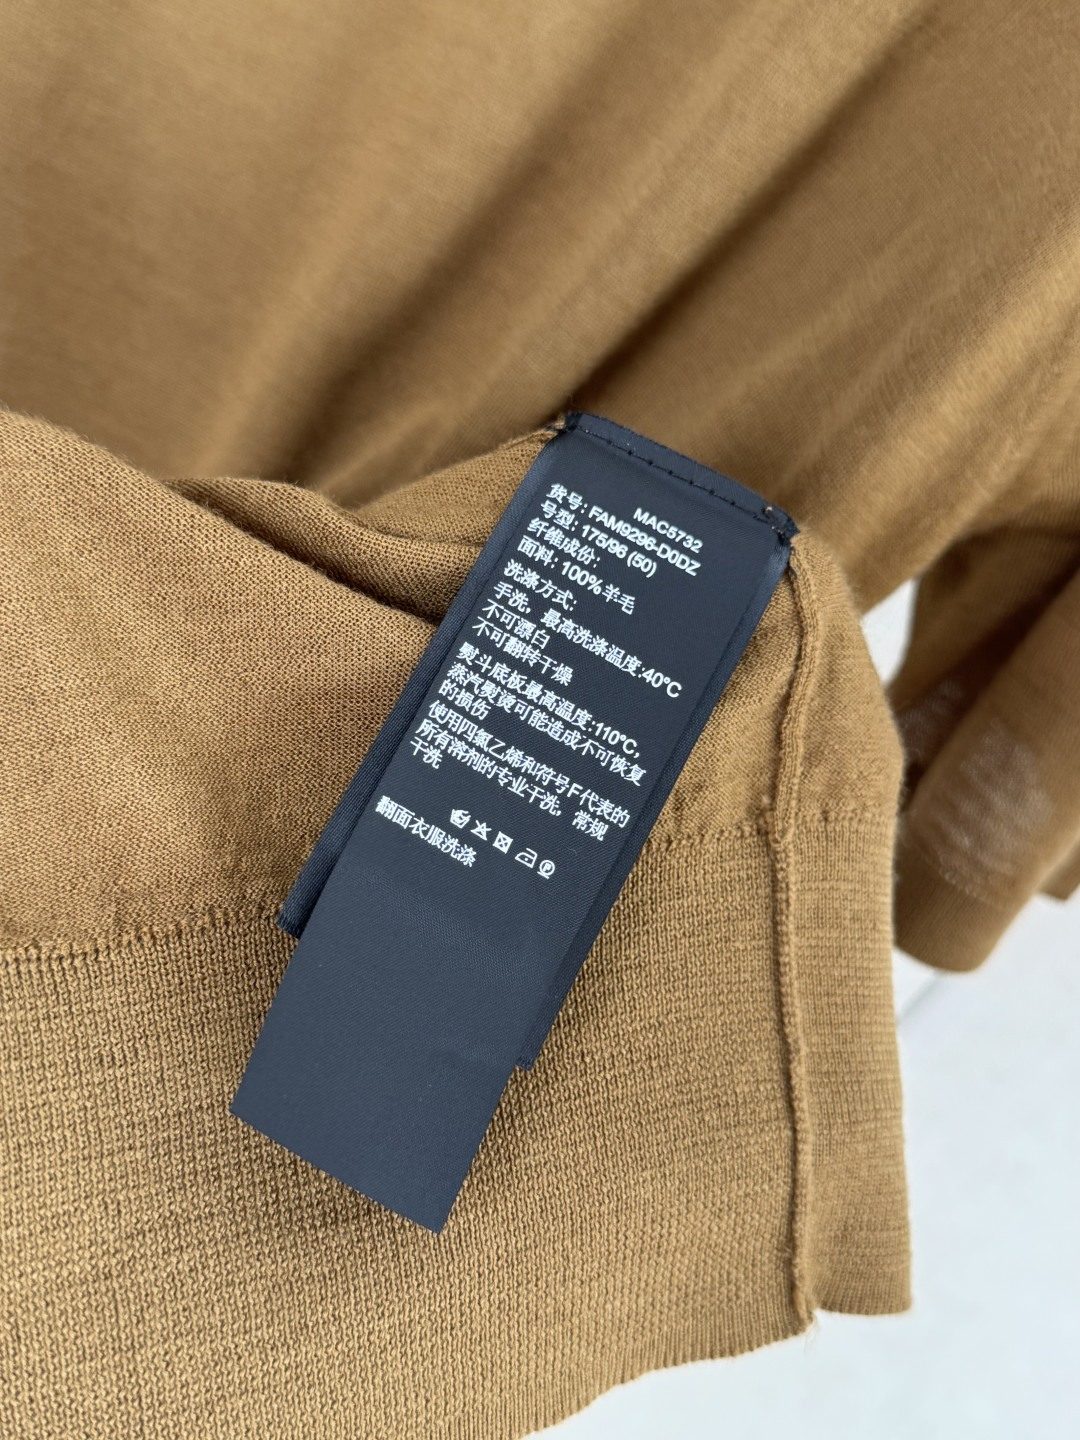 MAC5732
货号: FAM9296-D0DZ
号型: 175/96 (50)
纤维成份:
面料: 100%羊毛
洗涤方式:
手洗，最高洗涤温度:40°C
不可漂白
不可翻转干燥
熨斗底板最高温度:110°C,
蒸汽熨烫可能造成不可恢复
的损伤
使用四氯乙烯和符号F代表的
所有溶剂的专业干洗，常规
干洗
翻面衣服洗涤